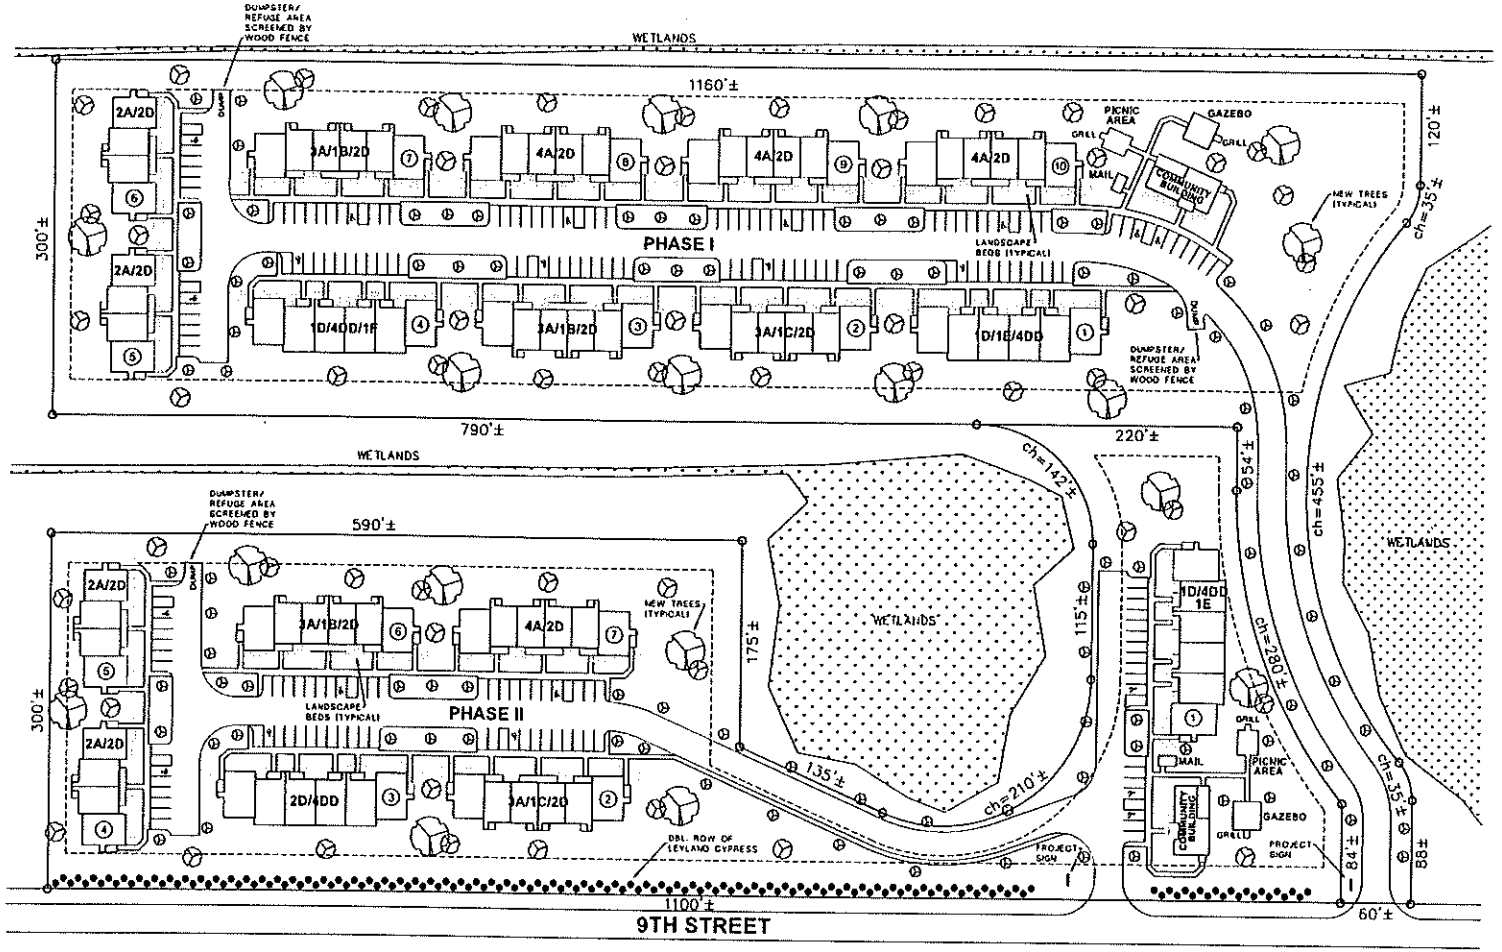 DUMPSTER/
REFUGE AREA
SCREENED BY
WOOD FENCE
WETLANDS
1160'±
120'±
2A/2D
DUMP
3A/1B/2D
7
4A/2D
8
4A/2D
9
4A/2D
10
PICNIC
AREA
GAZEBO
GRILL
GRILL
MAIL
COMMUNITY
BUILDING
6
NEW TREES
(TYPICAL)
ch=35'±
300'±
PHASE I
LANDSCAPE
BEDS (TYPICAL)
2A/2D
5
1D/4DD/1F
4
3A/1B/2D
3
3A/1C/2D
2
1D/1E/4DD
1
DUMP
DUMPSTER/
REFUGE AREA
SCREENED BY
WOOD FENCE
790'±
220'±
WETLANDS
ch=142'±
54'±
ch=455'±
WETLANDS
DUMPSTER/
REFUGE AREA
SCREENED BY
WOOD FENCE
590'±
2A/2D
DUMP
3A/1B/2D
6
4A/2D
7
NEW TREES
(TYPICAL)
175'±
WETLANDS
115'±
1D/4DD
1E
ch=280'±
5
300'±
LANDSCAPE
BEDS (TYPICAL)
PHASE II
1
GRILL
MAIL
PICNIC
AREA
2A/2D
4
2D/4DD
3
3A/1C/2D
2
135'±
ch=210'±
COMMUNITY
BUILDING
GAZEBO
GRILL
ch=35'±
DBL. ROW OF
LEYLAND CYPRESS
PROJECT
SIGN
PROJECT
SIGN
84'±
88'±
1100'±
60'±
9TH STREET